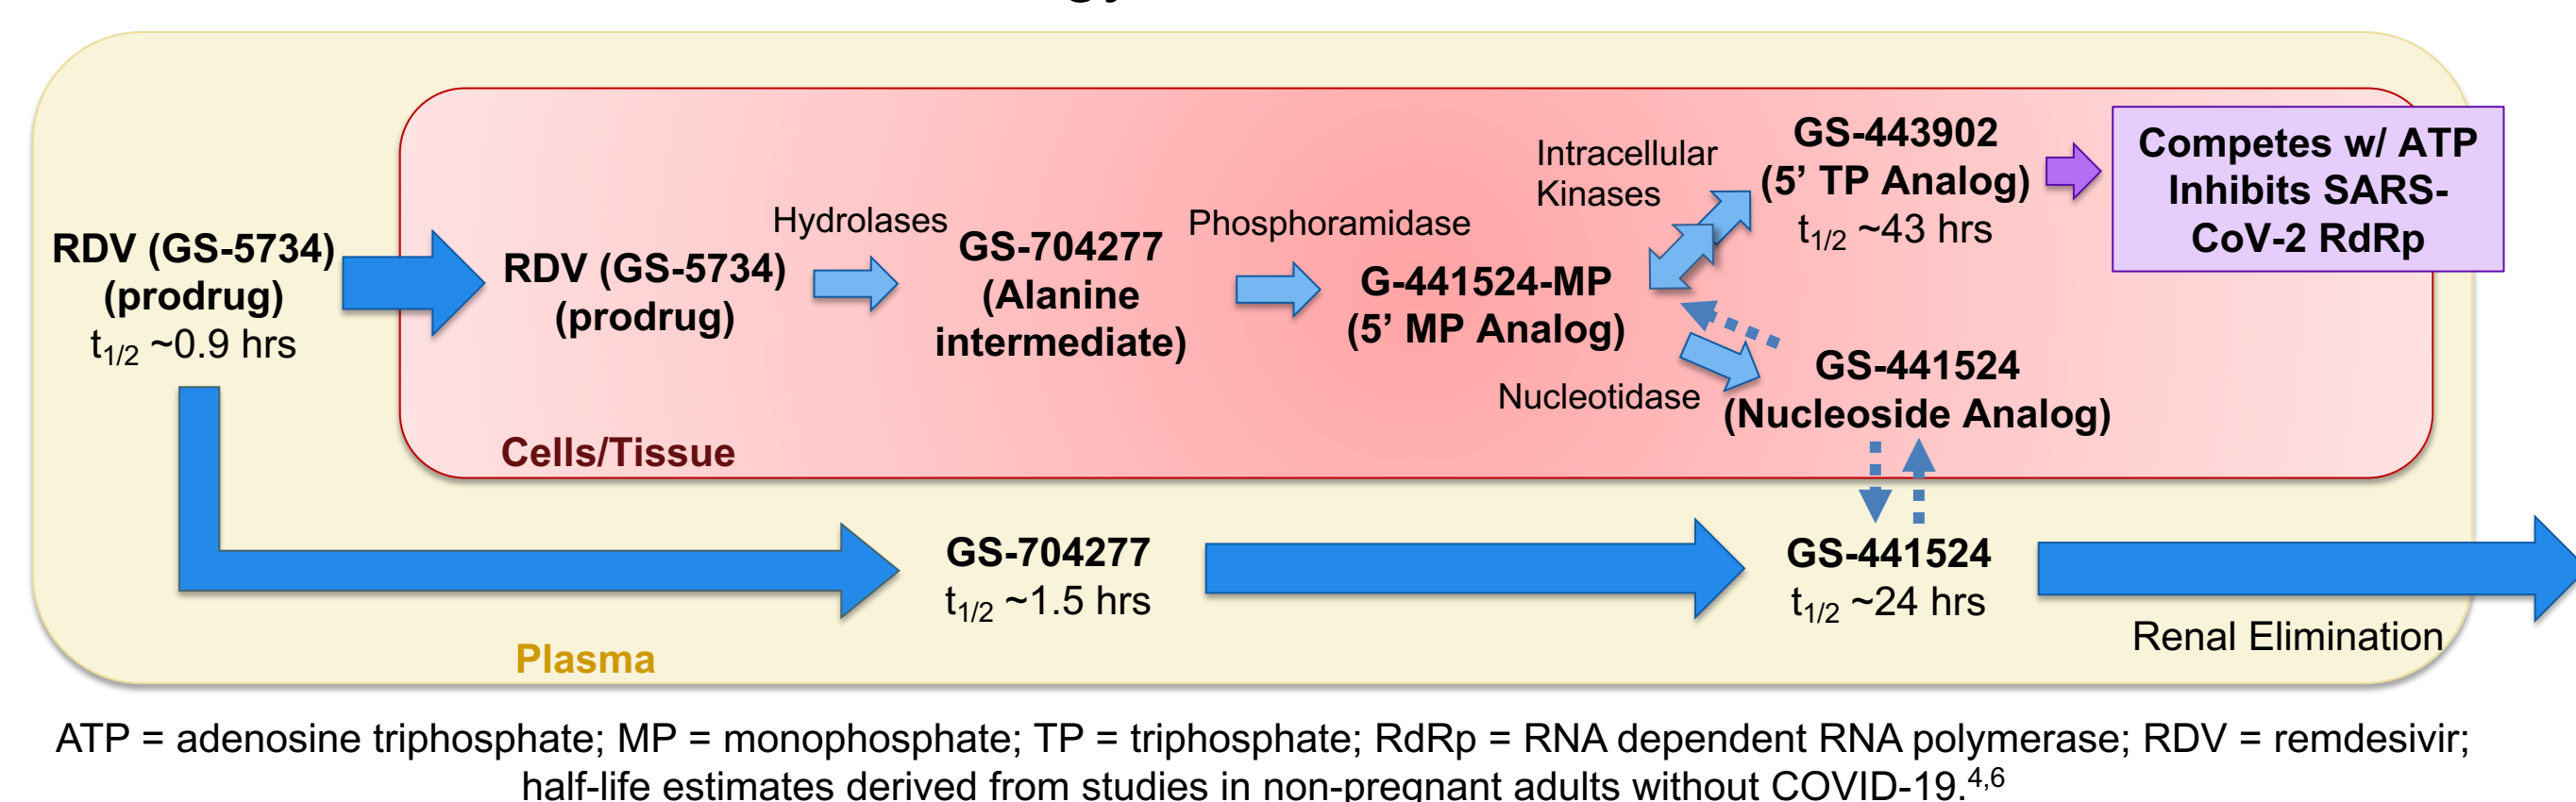 RDV (GS-5734)
(prodrug)
t1/2 ~0.9 hrs
RDV (GS-5734)
(prodrug)
Hydrolases
GS-704277
(Alanine
intermediate)
Phosphoramidase
G-441524-MP
(5’ MP Analog)
Intracellular
Kinases
GS-443902
(5’ TP Analog)
t1/2 ~43 hrs
Competes w/ ATP
Inhibits SARS-
CoV-2 RdRp
Nucleotidase
GS-441524
(Nucleoside Analog)
Cells/Tissue
GS-704277
t1/2 ~1.5 hrs
GS-441524
t1/2 ~24 hrs
Renal Elimination
Plasma
ATP = adenosine triphosphate; MP = monophosphate; TP = triphosphate; RdRp = RNA dependent RNA polymerase; RDV = remdesivir;
half-life estimates derived from studies in non-pregnant adults without COVID-19.4,6